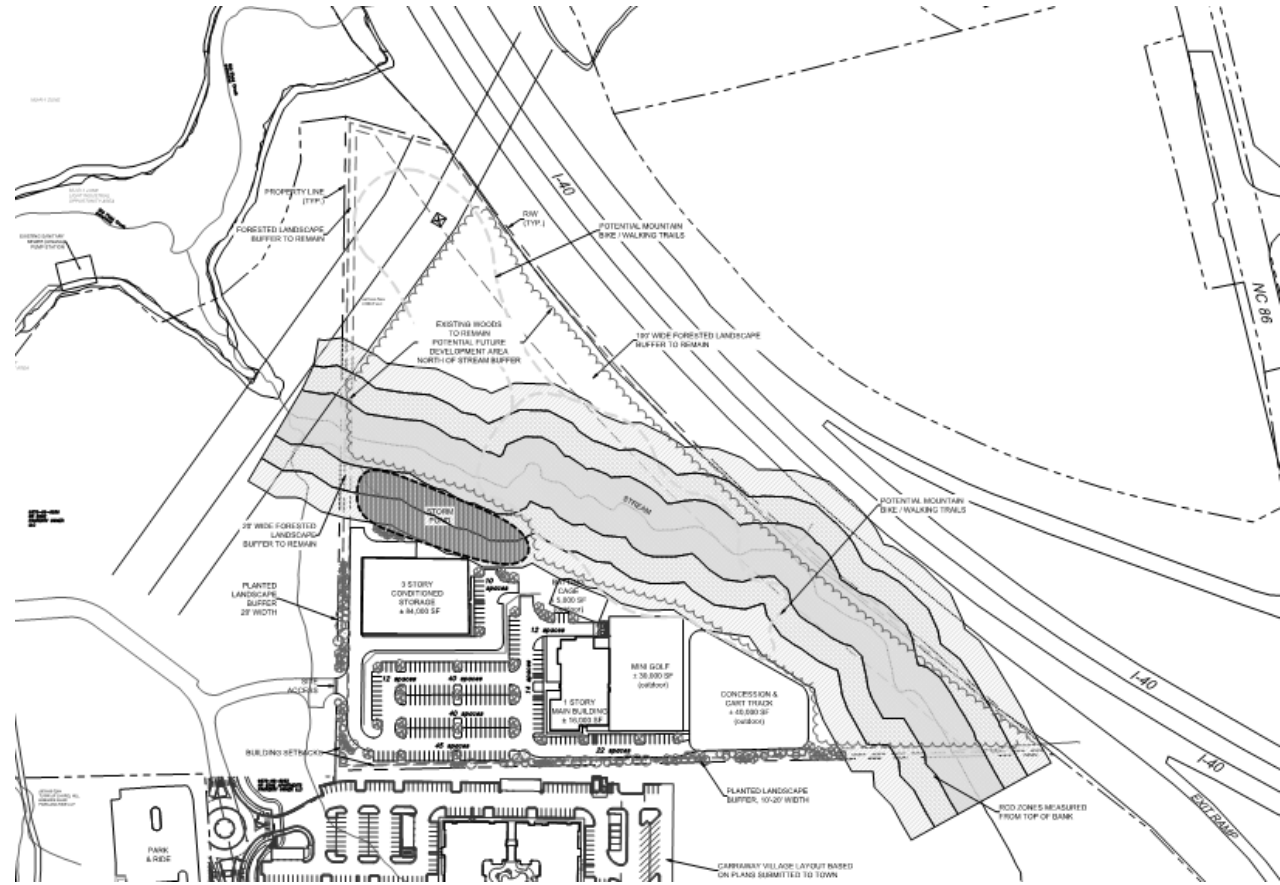 I-40
PROPERTY LINE
(TYP.)
R/W
(TYP.)
FORESTED LANDSCAPE
BUFFER TO REMAIN
POTENTIAL MOUNTAIN
BIKE / WALKING TRAILS
NC 86
EXISTING WOODS
TO REMAIN
POTENTIAL FUTURE
DEVELOPMENT AREA
NORTH OF STREAM BUFFER
100' WIDE FORESTED LANDSCAPE
BUFFER TO REMAIN
STREAM
POTENTIAL MOUNTAIN
BIKE / WALKING TRAILS
STORM
POND
20' WIDE FORESTED
LANDSCAPE
BUFFER TO REMAIN
PLANTED
LANDSCAPE
BUFFER
20' WIDTH
3 STORY
CONDITIONED
STORAGE
± 84,000 SF
10
spaces
CAGE
± 5,000 SF
(outdoor)
12 spaces
MINI GOLF
± 30,000 SF
(outdoor)
14 spaces
12 spaces
40 spaces
SITE
ACCESS
1 STORY
MAIN BUILDING
± 16,000 SF
CONCESSION &
CART TRACK
± 40,000 SF
(outdoor)
I-40
40 spaces
45 spaces
22 spaces
BUILDING SETBACKS
I-40
PLANTED LANDSCAPE
BUFFER, 10'-20' WIDTH
ROD ZONES MEASURED
FROM TOP OF BANK
EXIT RAMP
PARK
& RIDE
CARRAWAY VILLAGE LAYOUT BASED
ON PLANS SUBMITTED TO TOWN